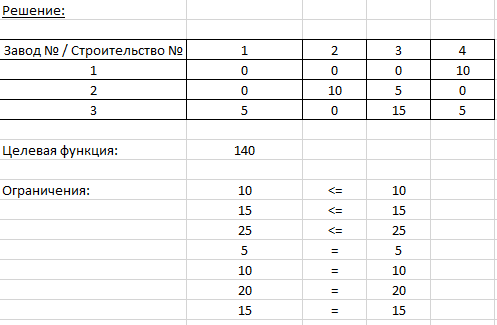 Решение:
Завод № / Строительство № 1 2 3 4
1 0 0 0 10
2 0 10 5 0
3 5 0 15 5
Целевая функция: 140
Ограничения: 10 <= 10
15 <= 15
25 <= 25
5 = 5
10 = 10
20 = 20
15 = 15